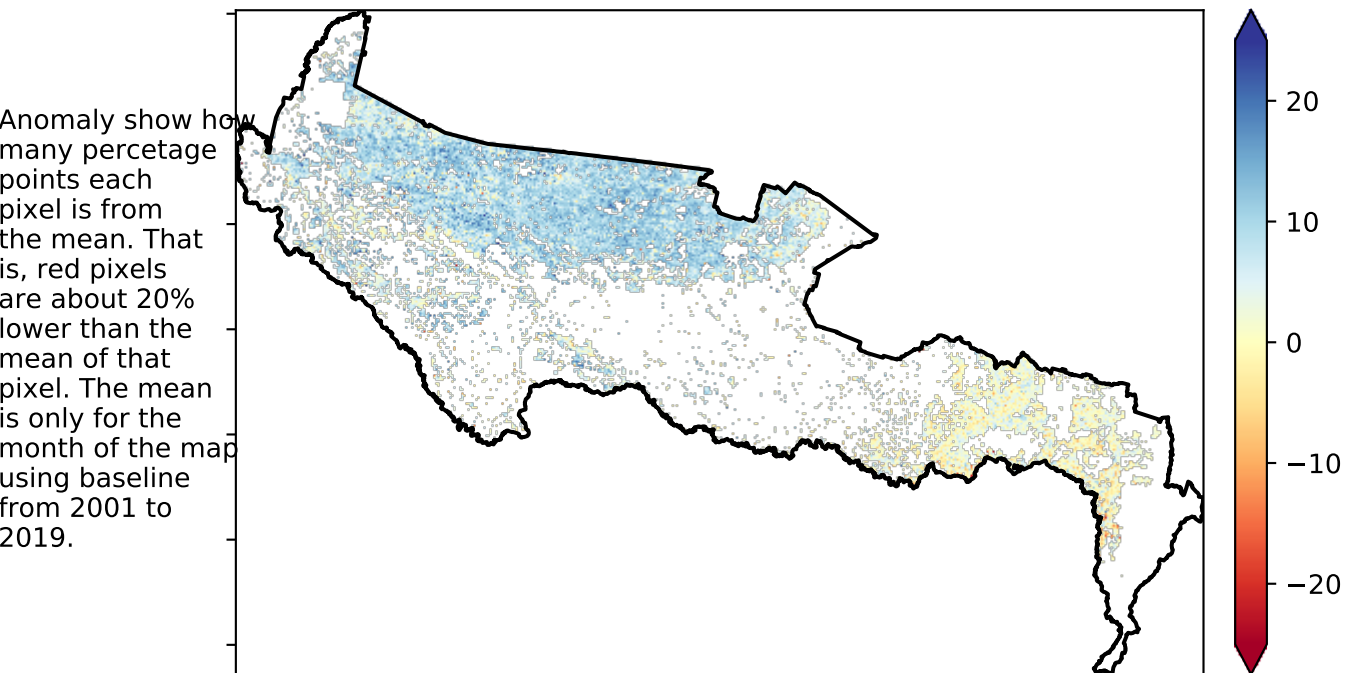 Anomaly show how
many percetage
points each
pixel is from
the mean. That
is, red pixels
are about 20%
lower than the
mean of that
pixel. The mean
is only for the
month of the map
using baseline
from 2001 to
2019.
20
10
0
−10
−20